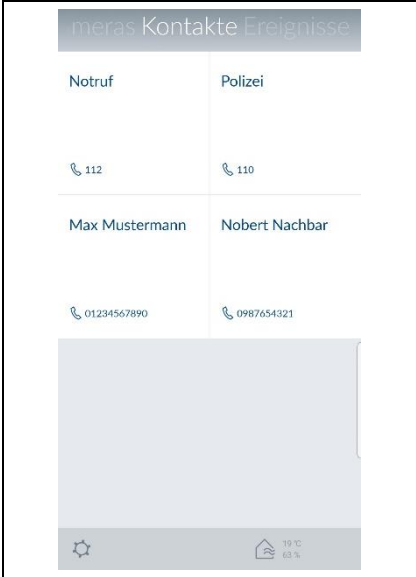 meras Kontakte Ereignisse
Notruf
Polizei
112
110
Max Mustermann
Nobert Nachbar
01234567890
0987654321
19 °C
63 %